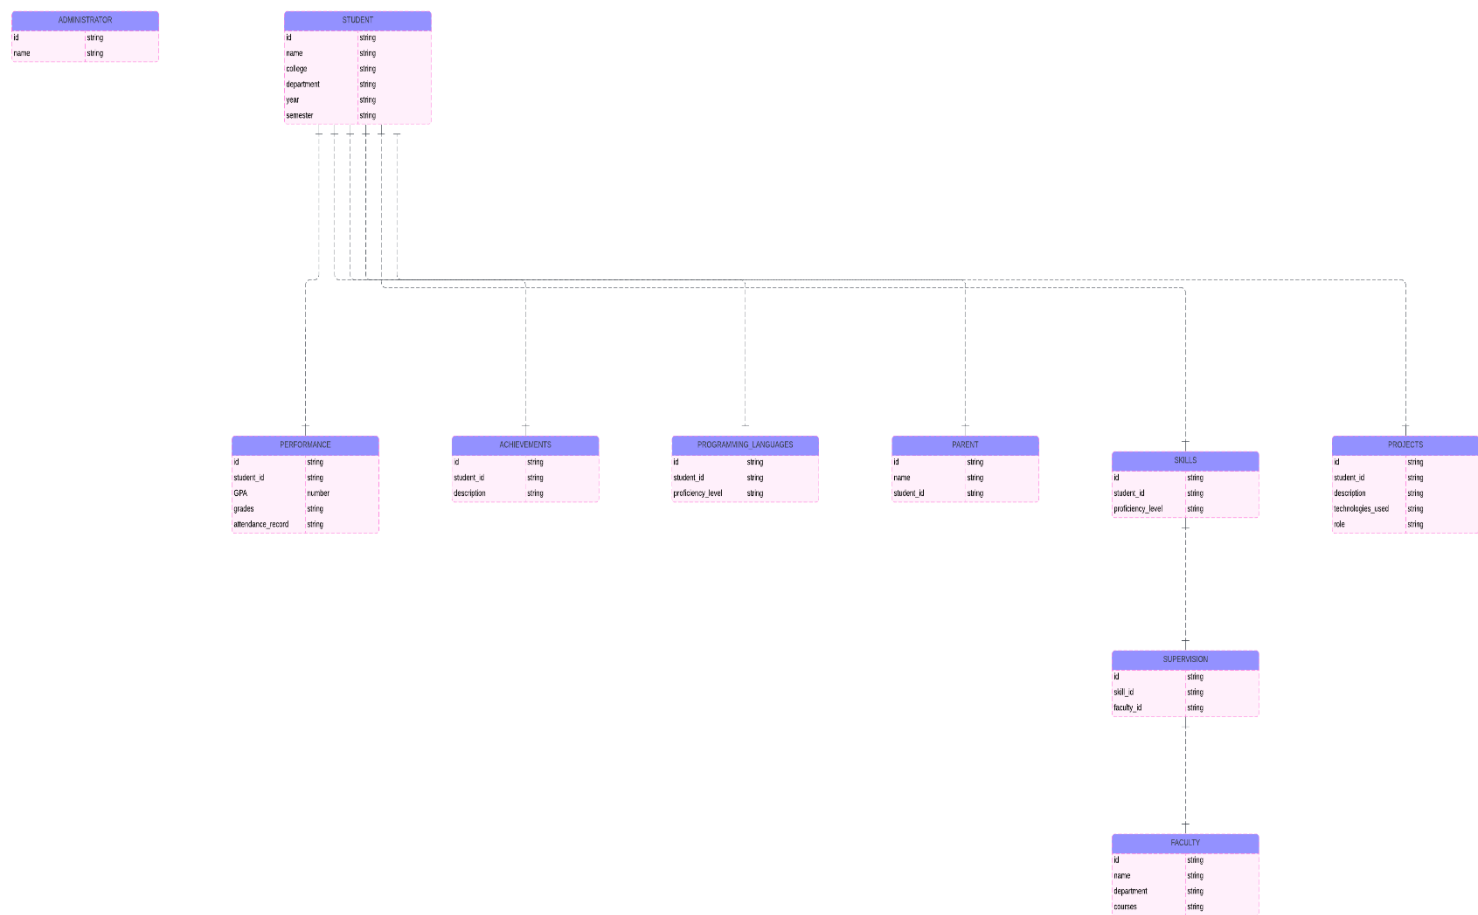 ADMINISTRATOR
id string
name string
STUDENT
id string
name string
college string
department string
year string
semester string
PERFORMANCE
id string
student_id string
GPA number
grades string
attendance_record string
ACHIEVEMENTS
id string
student_id string
description string
PROGRAMMING_LANGUAGES
id string
student_id string
proficiency_level string
PARENT
id string
name string
student_id string
SKILLS
id string
student_id string
proficiency_level string
PROJECTS
id string
student_id string
description string
technologies_used string
role string
SUPERVISION
id string
skill_id string
faculty_id string
FACULTY
id string
name string
department string
courses string